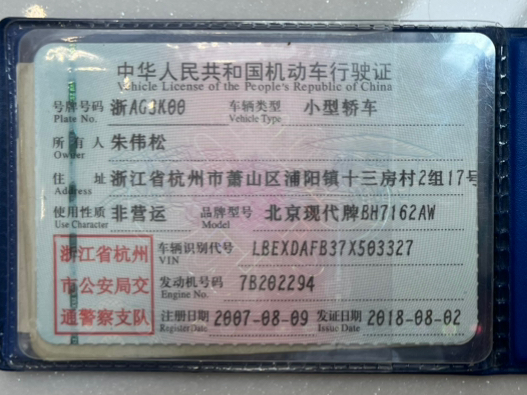 中华人民共和国机动车行驶证
Vehicle License of the People's Republic of China
号牌号码 浙AG3K00 车辆类型 小型轿车
Plate No. Vehicle Type
所有人 朱伟松
Owner
住址 浙江省杭州市萧山区浦阳镇十三房村2组17号
Address
使用性质 非营运 品牌型号 北京现代牌BH7162AW
Use Character Model
浙江省杭州
市公安局交
通警察支队
车辆识别代号 LBEXDAFB37X503327
VIN
发动机号码 7B202294
Engine No.
注册日期 2007-08-09 发证日期 2018-08-02
Register Date Issue Date